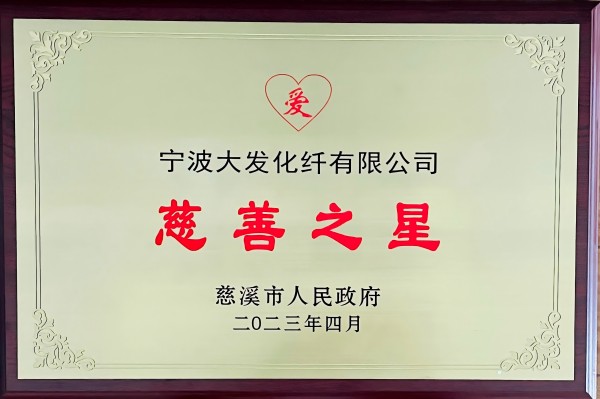 爱
宁波大发化纤有限公司
慈善之星
慈溪市人民政府
二〇二三年四月